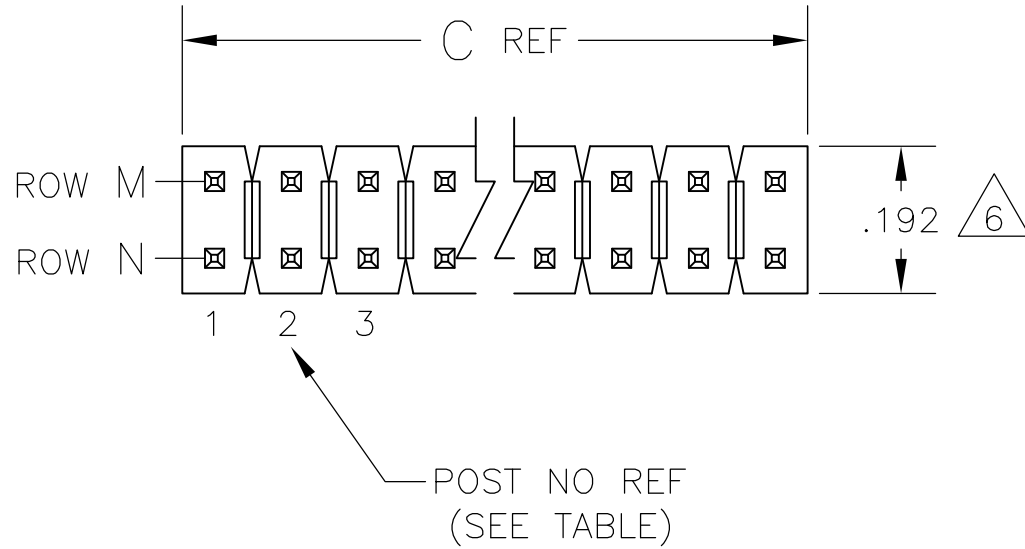 C REF
ROW M
.192 6
ROW N
1 2 3
POST NO REF
(SEE TABLE)